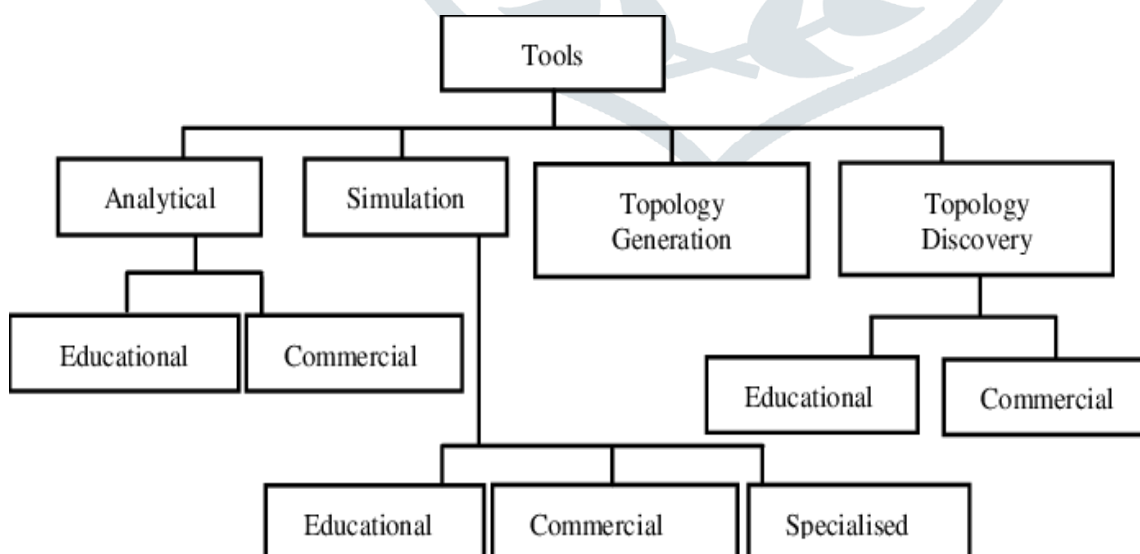 Tools
Analytical
Simulation
Topology
Generation
Topology
Discovery
Educational
Commercial
Educational
Commercial
Educational
Commercial
Specialised